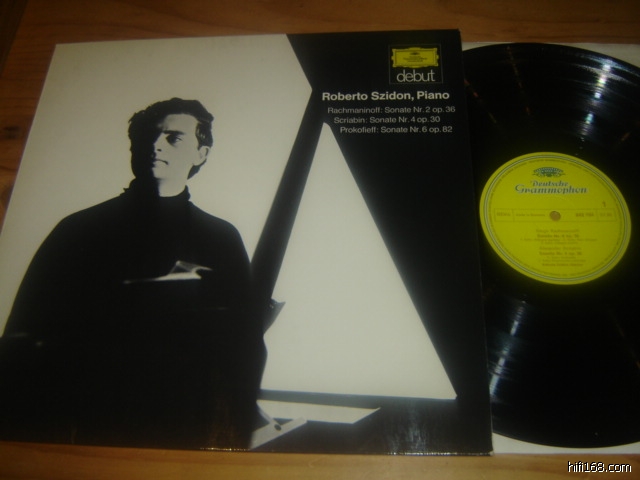 debut
Roberto Szidon, Piano
Rachmaninoff: Sonate Nr. 2 op. 36
Scriabin: Sonate Nr. 4 op. 30
Prokofieff: Sonate Nr. 6 op. 82
Deutsche
Grammophon
hifi168.com